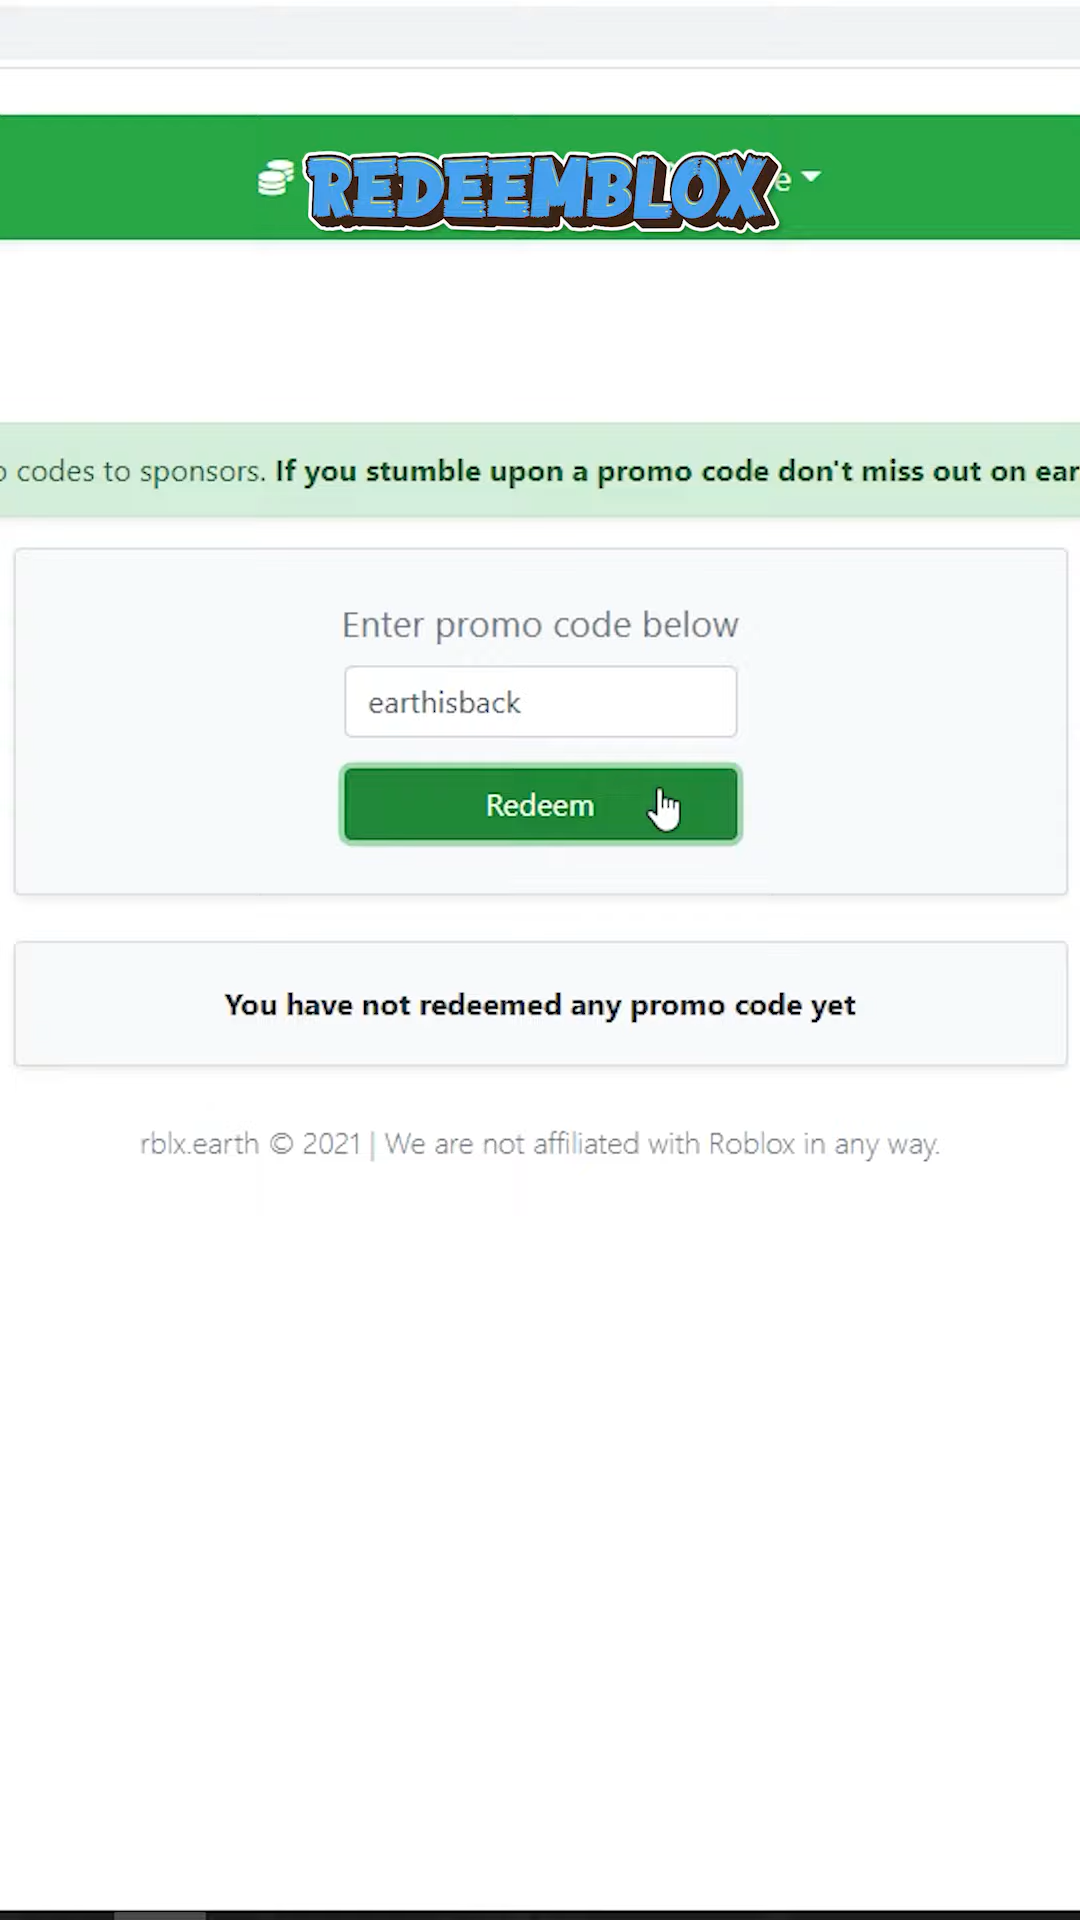 REDEEMBLOX
codes to sponsors. If you stumble upon a promo code don't miss out on ear
Enter promo code below
earthisback
Redeem
You have not redeemed any promo code yet
rblx.earth © 2021 | We are not affiliated with Roblox in any way.